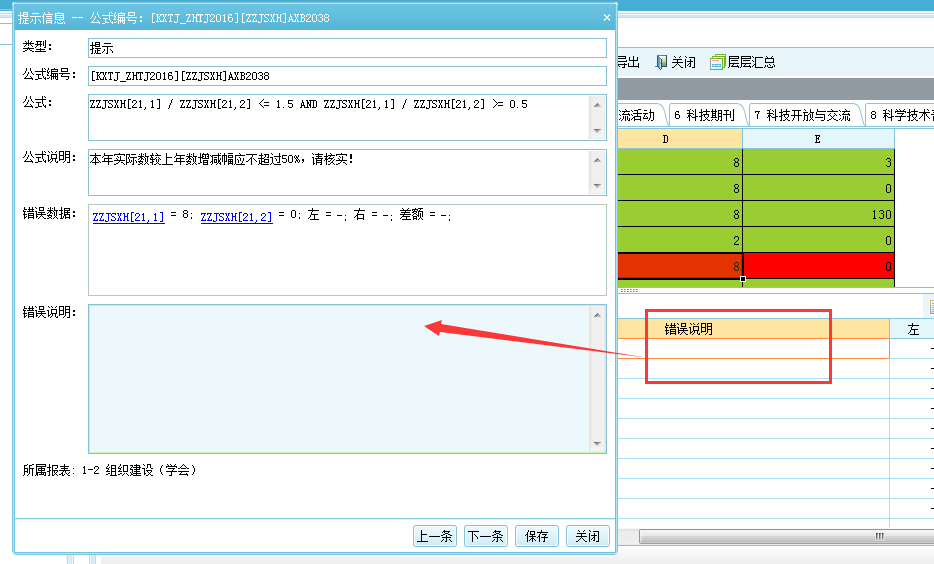 提示信息 -- 公式编号: [KXTJ_ZHTJ2016][ZZJSXH]AXB2038
×
类型:
提示
公式编号:
[KXTJ_ZHTJ2016][ZZJSXH]AXB2038
公式:
ZZJSXH[21,1] / ZZJSXH[21,2] <= 1.5 AND ZZJSXH[21,1] / ZZJSXH[21,2] >= 0.5
公式说明:
本年实际数较上年数增减幅应不超过50%, 请核实!
错误数据:
ZZJSXH[21,1] = 8; ZZJSXH[21,2] = 0; 左 = -; 右 = -; 差额 = -;
错误说明:
所属报表: 1-2 组织建设(学会)
上一条 下一条 保存 关闭
导出 关闭 层层汇总
流活动 6 科技期刊 7 科技开放与交流 8 科学技术
D E
8 3
8 0
8 130
2 0
8 0
错误说明 左